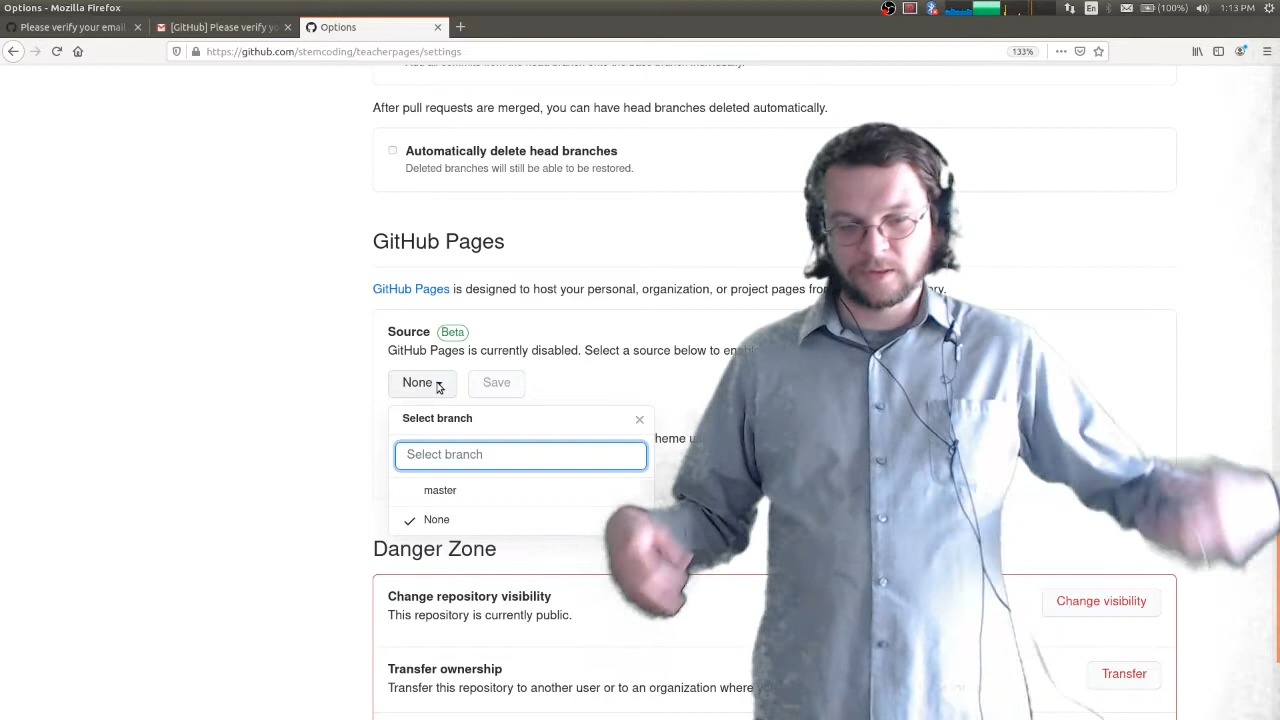 Options - Mozilla Firefox
En
(100%)
1:13 PM
Please verify your email
[GitHub] Please verify yo
Options
https://github.com/stemcoding/teacherpages/settings
133%
After pull requests are merged, you can have head branches deleted automatically.
Automatically delete head branches
Deleted branches will still be able to be restored.
GitHub Pages
GitHub Pages is designed to host your personal, organization, or project pages
Source Beta
GitHub Pages is currently disabled. Select a source below to
None
Save
Select branch
Select branch
master
None
Danger Zone
Change repository visibility
This repository is currently public.
Change visibility
Transfer ownership
Transfer this repository to another user or to an organization where
Transfer